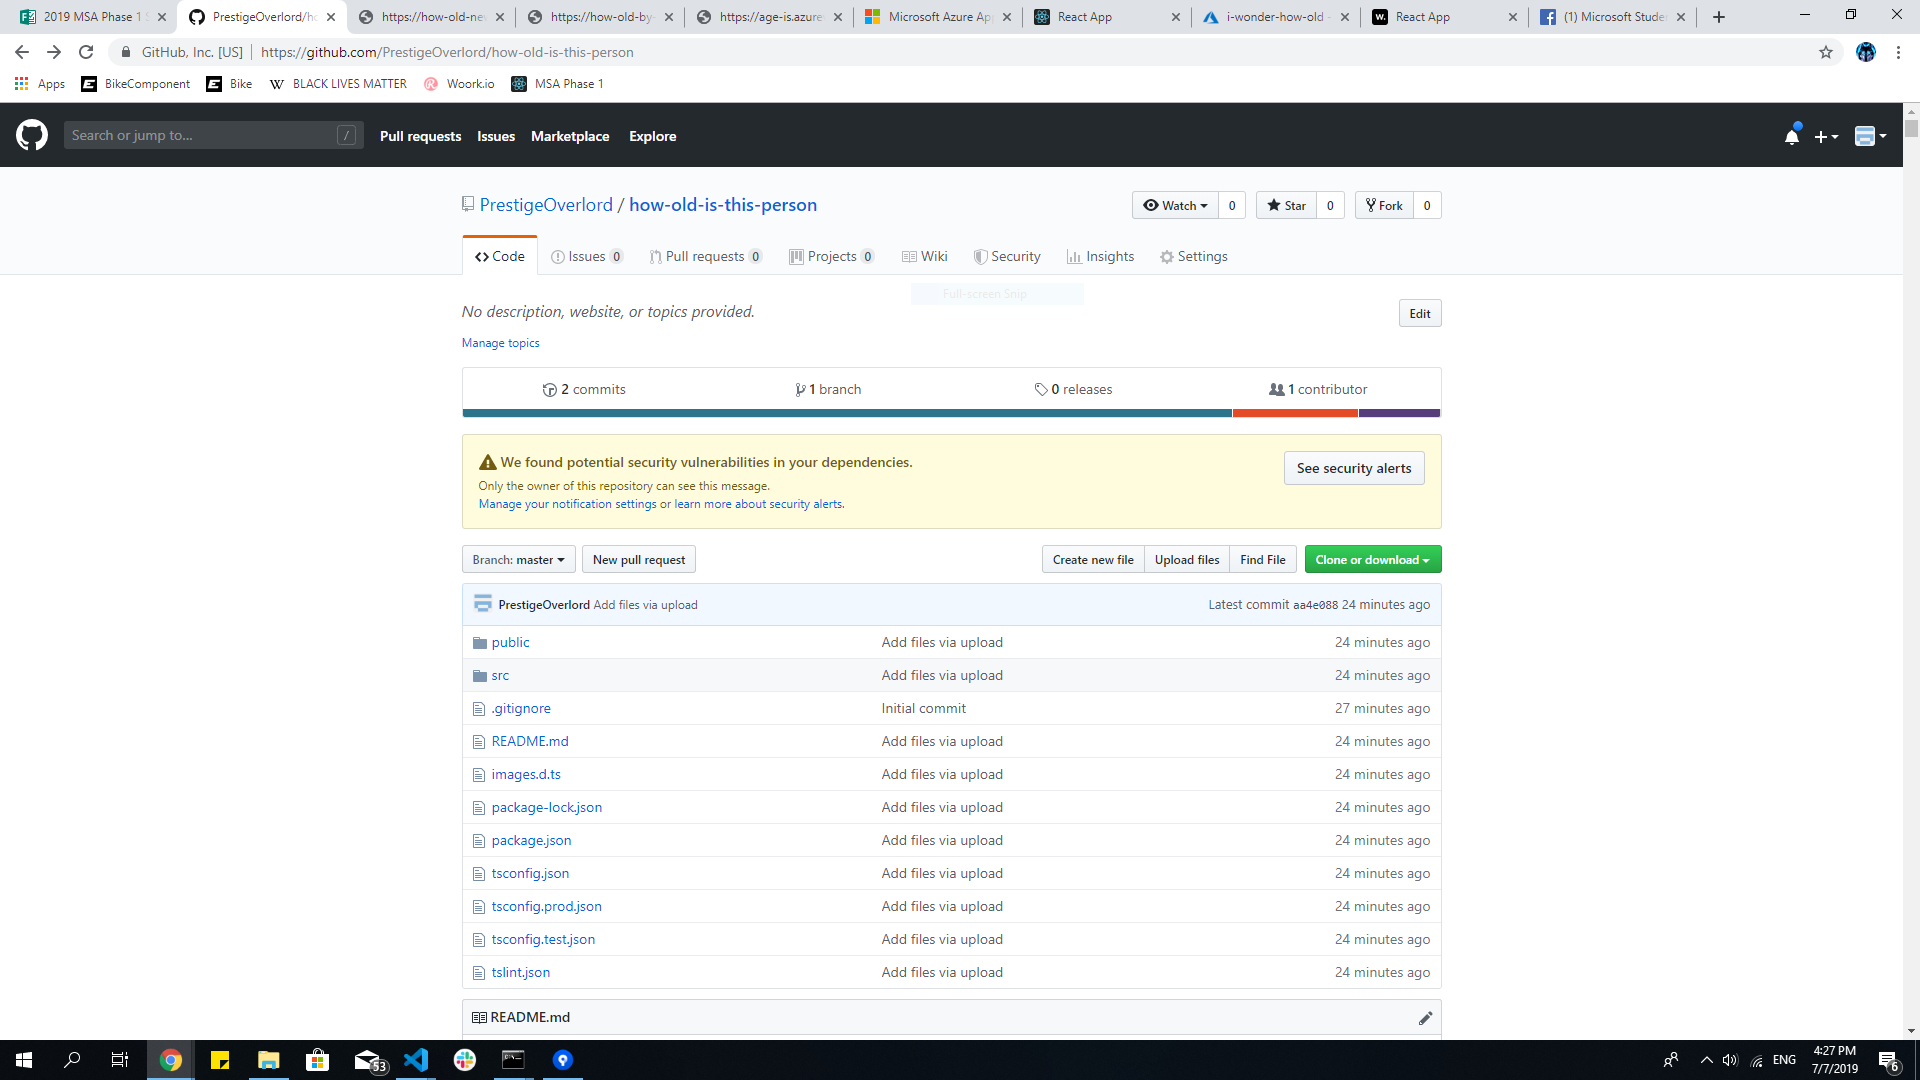 2019 MSA Phase 1 S
PrestigeOverlord/ho
https://how-old-nev
https://how-old-by-
https://age-is.azure
Microsoft Azure App
React App
i-wonder-how-old -
React App
(1) Microsoft Studen
GitHub, Inc. [US] | https://github.com/PrestigeOverlord/how-old-is-this-person
Apps BikeComponent Bike BLACK LIVES MATTER Woork.io MSA Phase 1
Search or jump to... / Pull requests Issues Marketplace Explore
PrestigeOverlord / how-old-is-this-person Watch 0 Star 0 Fork 0
Code Issues 0 Pull requests 0 Projects 0 Wiki Security Insights Settings
Full-screen Snip
No description, website, or topics provided. Edit
Manage topics
2 commits 1 branch 0 releases 1 contributor
We found potential security vulnerabilities in your dependencies. See security alerts
Only the owner of this repository can see this message.
Manage your notification settings or learn more about security alerts.
Branch: master New pull request Create new file Upload files Find File Clone or download
PrestigeOverlord Add files via upload Latest commit aa4e088 24 minutes ago
public Add files via upload 24 minutes ago
src Add files via upload 24 minutes ago
.gitignore Initial commit 27 minutes ago
README.md Add files via upload 24 minutes ago
images.d.ts Add files via upload 24 minutes ago
package-lock.json Add files via upload 24 minutes ago
package.json Add files via upload 24 minutes ago
tsconfig.json Add files via upload 24 minutes ago
tsconfig.prod.json Add files via upload 24 minutes ago
tsconfig.test.json Add files via upload 24 minutes ago
tslint.json Add files via upload 24 minutes ago
README.md
53 ENG 4:27 PM
7/7/2019 6